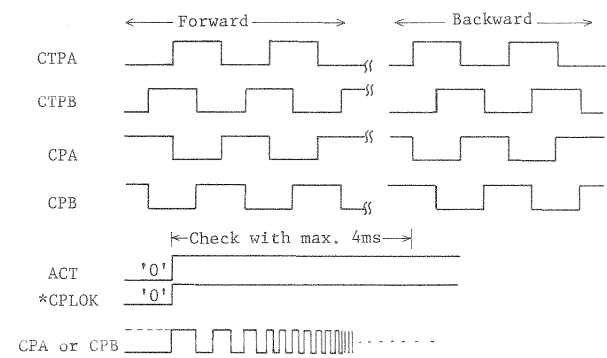 Forward Backward
CTPA
CTPB
CPA
CPB
Check with max. 4ms
ACT '0'
*CPLOK '0'
CPA or CPB